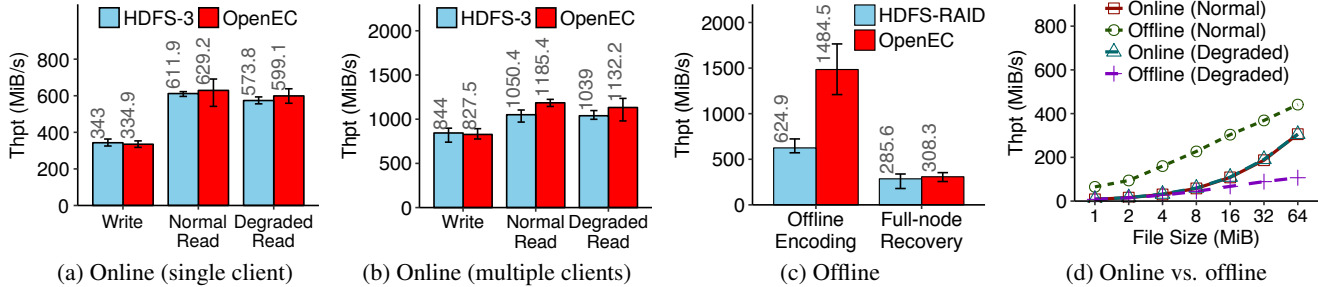 HDFS-3 OpenEC
Thpt (MiB/s)
800
600
400
200
0
343
334.9
611.9
629.2
573.8
599.1
Write
Normal Read
Degraded Read
(a) Online (single client)
HDFS-3 OpenEC
Thpt (MiB/s)
2000
1500
1000
500
0
844
827.5
1050.4
1185.4
1039
1132.2
Write
Normal Read
Degraded Read
(b) Online (multiple clients)
HDFS-RAID
OpenEC
Thpt (MiB/s)
2000
1500
1000
500
0
624.9
1484.5
285.6
308.3
Offline Encoding
Full-node Recovery
(c) Offline
Online (Normal)
Offline (Normal)
Online (Degraded)
Offline (Degraded)
Thpt (MiB/s)
800
600
400
200
0
1 2 4 8 16 32 64
File Size (MiB)
(d) Online vs. offline